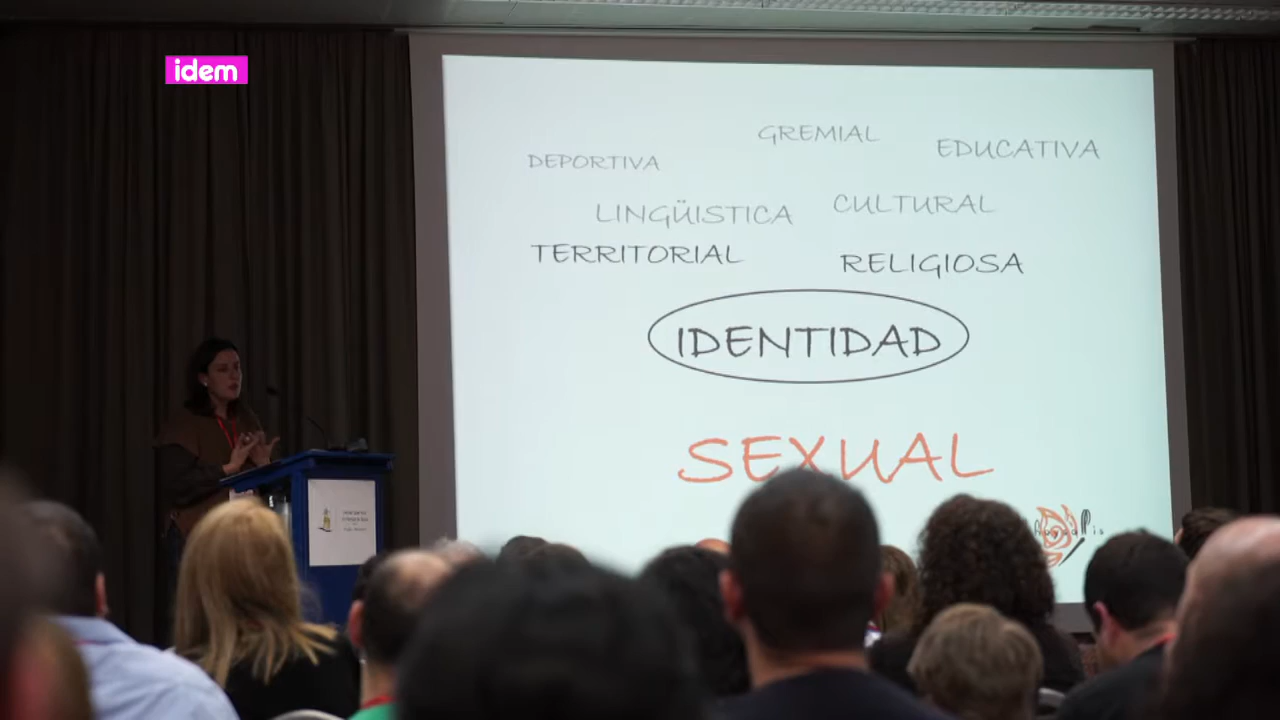 idem
GREMIAL
EDUCATIVA
DEPORTIVA
LINGÜISTICA
CULTURAL
TERRITORIAL
RELIGIOSA
IDENTIDAD
SEXUAL